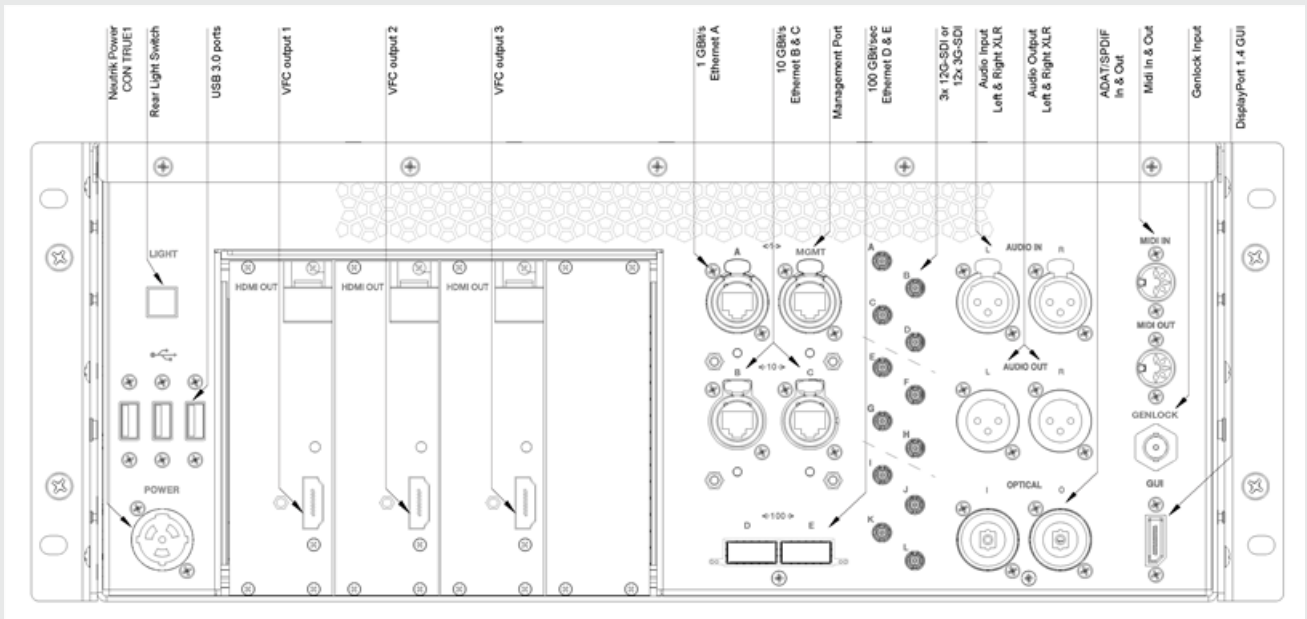 Neutrik Power
CON TRUE1
Rear Light Switch
USB 3.0 ports
VFC output 1
VFC output 2
VFC output 3
1 GBit/s
Ethernet A
10 GBit/s
Ethernet B & C
Management Port
100 GBit/sec
Ethernet D & E
3x 12G-SDI or
12x 3G-SDI
Audio Input
Left & Right XLR
Audio Output
Left & Right XLR
ADAT/SPDIF
In & Out
Midi In & Out
Genlock Input
DisplayPort 1.4 GUI
LIGHT
POWER
HDMI OUT
HDMI OUT
HDMI OUT
A
<1>
MGMT
B
<10>
C
<100>
D
E
A
B
C
D
E
F
G
H
I
J
K
L
L
AUDIO IN
R
AUDIO OUT
L
R
I
OPTICAL
O
MIDI IN
MIDI OUT
GENLOCK
GUI